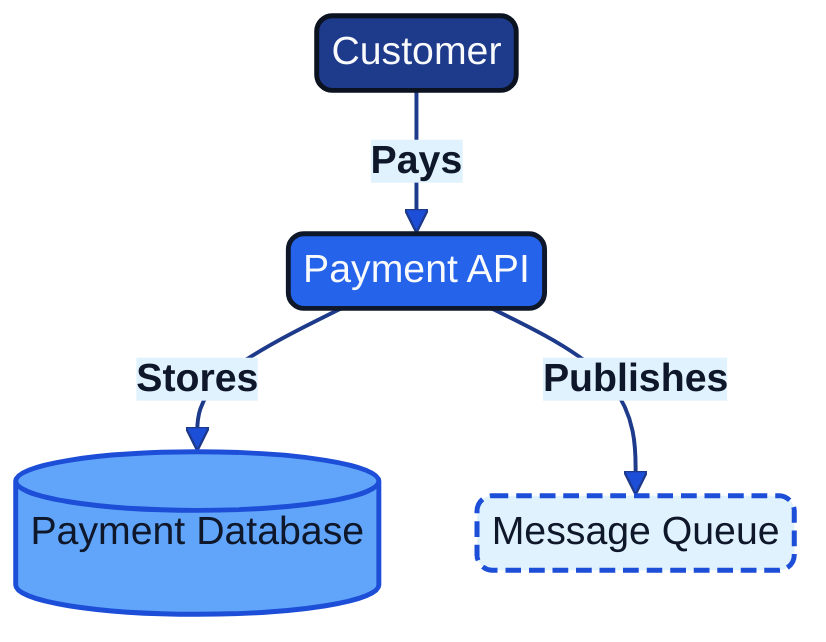 Customer
Pays
Payment API
Stores
Publishes
Payment Database
Message Queue